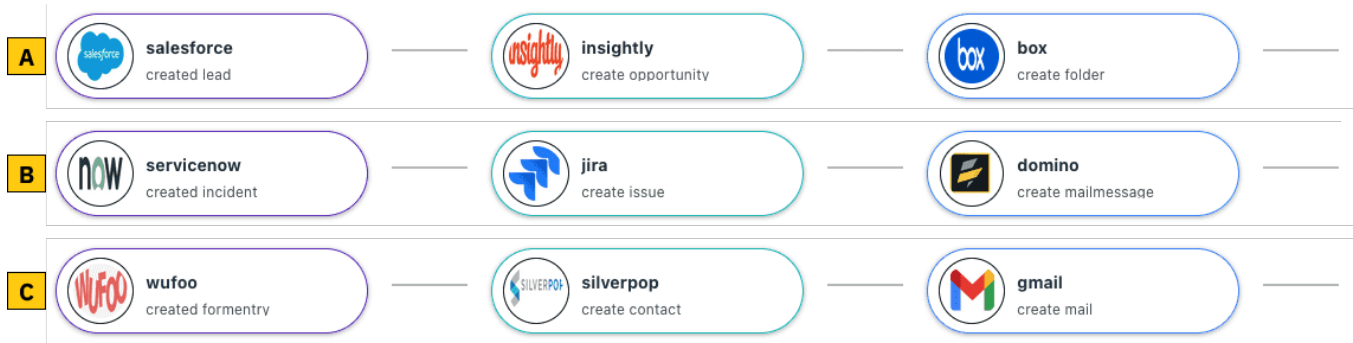 A
salesforce
salesforce
created lead
insightly
insightly
create opportunity
box
box
create folder
B
now
servicenow
created incident
jira
create issue
domino
create mailmessage
C
WUFOO
wufoo
created formentry
SILVERPOP
silverpop
create contact
gmail
create mail